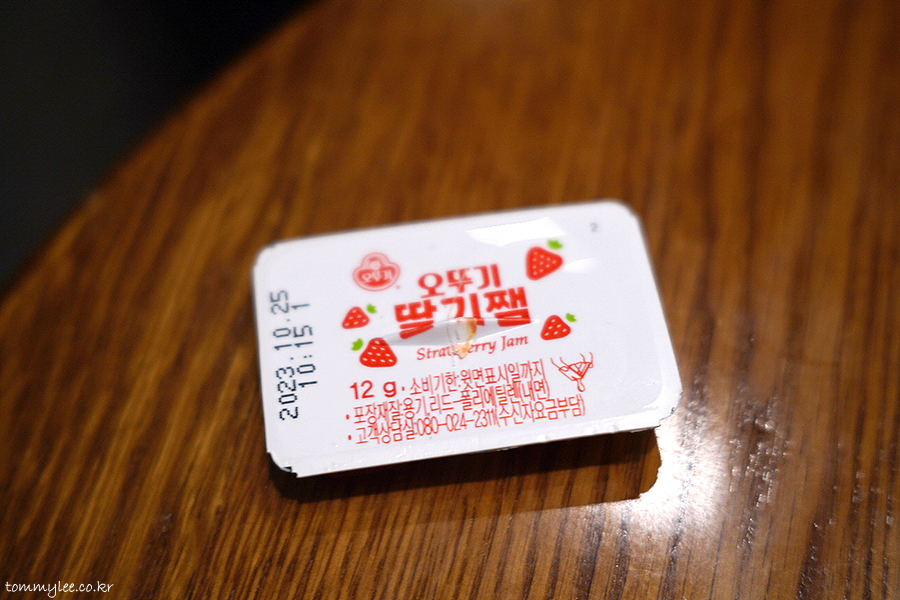 오뚜기
오뚜기
딸기쨈
Strawberry Jam
12 g · 소비기한:윗면표시일까지
• 포장재질:용기,리드-폴리에틸렌(내면)
• 고객상담실:080-024-2311(수신자요금부담)
2023.10.25
10:15 1
2
tommylee.co.kr